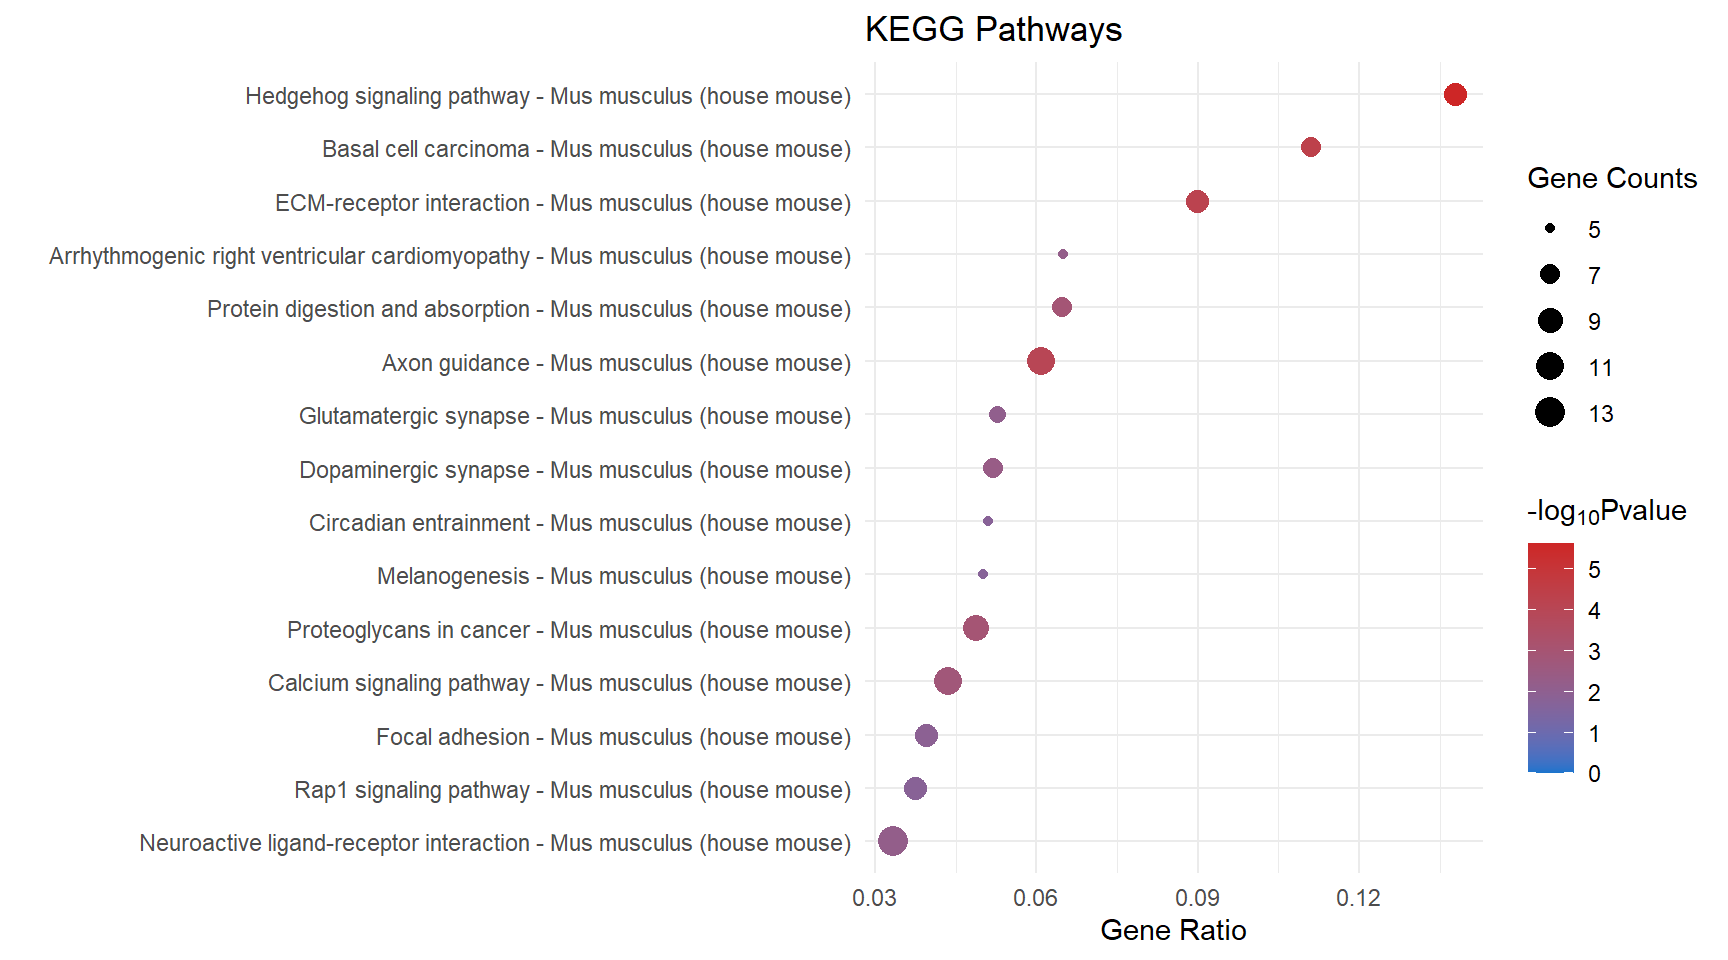 KEGG Pathways
Hedgehog signaling pathway - Mus musculus (house mouse)
Basal cell carcinoma - Mus musculus (house mouse)
ECM-receptor interaction - Mus musculus (house mouse)
Arrhythmogenic right ventricular cardiomyopathy - Mus musculus (house mouse)
Protein digestion and absorption - Mus musculus (house mouse)
Axon guidance - Mus musculus (house mouse)
Glutamatergic synapse - Mus musculus (house mouse)
Dopaminergic synapse - Mus musculus (house mouse)
Circadian entrainment - Mus musculus (house mouse)
Melanogenesis - Mus musculus (house mouse)
Proteoglycans in cancer - Mus musculus (house mouse)
Calcium signaling pathway - Mus musculus (house mouse)
Focal adhesion - Mus musculus (house mouse)
Rap1 signaling pathway - Mus musculus (house mouse)
Neuroactive ligand-receptor interaction - Mus musculus (house mouse)
0.03 0.06 0.09 0.12
Gene Ratio
Gene Counts
5
7
9
11
13
-log₁₀Pvalue
5
4
3
2
1
0